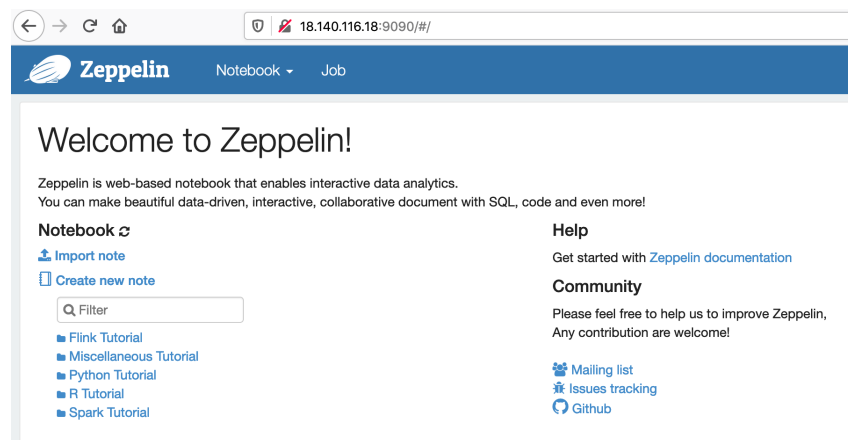 18.140.116.18:9090/#/
Zeppelin Notebook Job
Welcome to Zeppelin!
Zeppelin is web-based notebook that enables interactive data analytics.
You can make beautiful data-driven, interactive, collaborative document with SQL, code and even more!
Notebook
Import note
Create new note
Filter
Flink Tutorial
Miscellaneous Tutorial
Python Tutorial
R Tutorial
Spark Tutorial
Help
Get started with Zeppelin documentation
Community
Please feel free to help us to improve Zeppelin,
Any contribution are welcome!
Mailing list
Issues tracking
Github